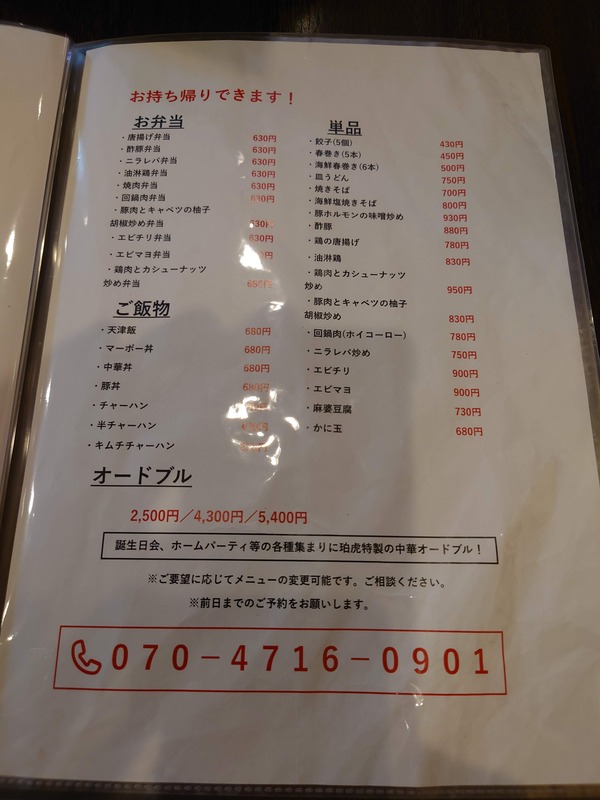 お持ち帰りできます！
お弁当
・唐揚げ弁当 630円
・酢豚弁当 630円
・ニラレバ弁当 630円
・油淋鶏弁当 630円
・焼肉弁当 630円
・回鍋肉弁当 630円
・豚肉とキャベツの柚子
胡椒炒め弁当 630円
・エビチリ弁当 630円
・エビマヨ弁当
・鶏肉とカシューナッツ
炒め弁当 680円
ご飯物
・天津飯 680円
・マーボー丼 680円
・中華丼 680円
・豚丼 680円
・チャーハン
・半チャーハン
・キムチチャーハン
単品
・餃子(5個) 430円
・春巻き(5本) 450円
・海鮮春巻き(6本) 500円
・皿うどん 750円
・焼きそば 700円
・海鮮塩焼きそば 800円
・豚ホルモンの味噌炒め 930円
・酢豚 880円
・鶏の唐揚げ 780円
・油淋鶏 830円
・鶏肉とカシューナッツ
炒め 950円
・豚肉とキャベツの柚子
胡椒炒め 830円
・回鍋肉(ホイコーロー) 780円
・ニラレバ炒め 750円
・エビチリ 900円
・エビマヨ 900円
・麻婆豆腐 730円
・かに玉 680円
オードブル
2,500円／4,300円／5,400円
誕生日会、ホームパーティ等の各種集まりに珀虎特製の中華オードブル！
※ご要望に応じてメニューの変更可能です。ご相談ください。
※前日までのご予約をお願いします。
070－4716－0901